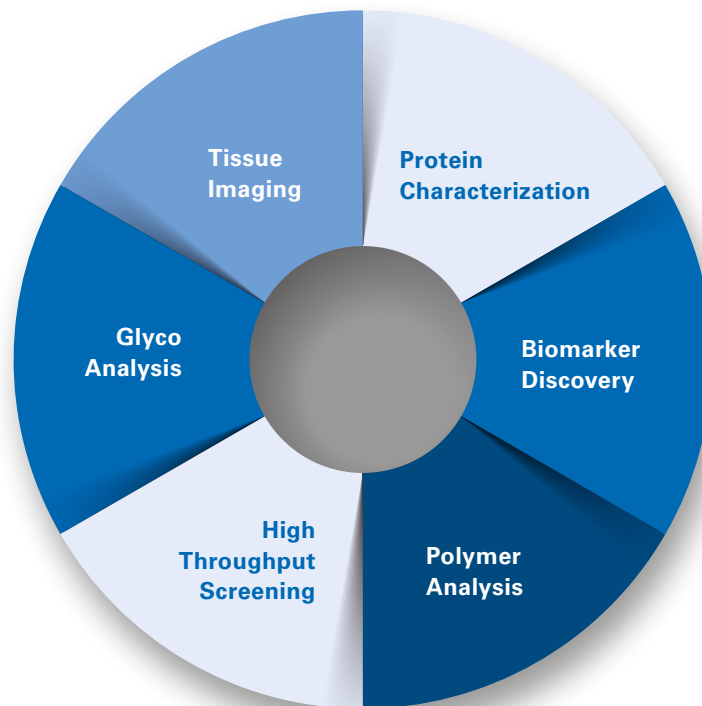 Tissue
Imaging
Protein
Characterization
Glyco
Analysis
Biomarker
Discovery
High
Throughput
Screening
Polymer
Analysis